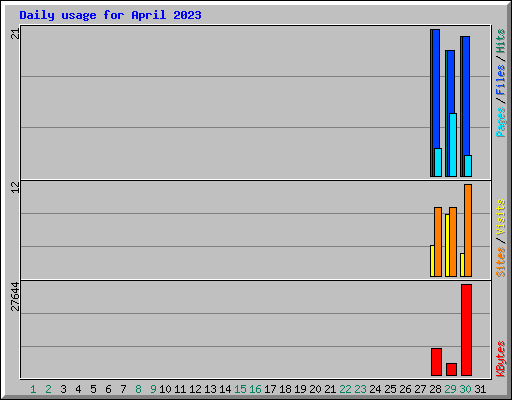 Daily usage for April 2023
21
12
27644
Pages / Files / Hits
Sites / Visits
KBytes
1 2 3 4 5 6 7 8 9 10 11 12 13 14 15 16 17 18 19 20 21 22 23 24 25 26 27 28 29 30 31